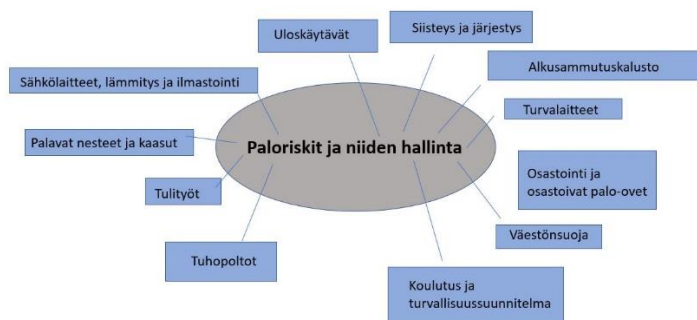 Uloskäytävät
Siisteys ja järjestys
Alkusammutuskalusto
Sähkölaitteet, lämmitys ja ilmastointi
Turvalaitteet
Palavat nesteet ja kaasut
Paloriskit ja niiden hallinta
Osastointi ja
osastoivat palo-ovet
Tulityöt
Väestönsuoja
Tuhopoltot
Koulutus ja
turvallisuussuunnitelma